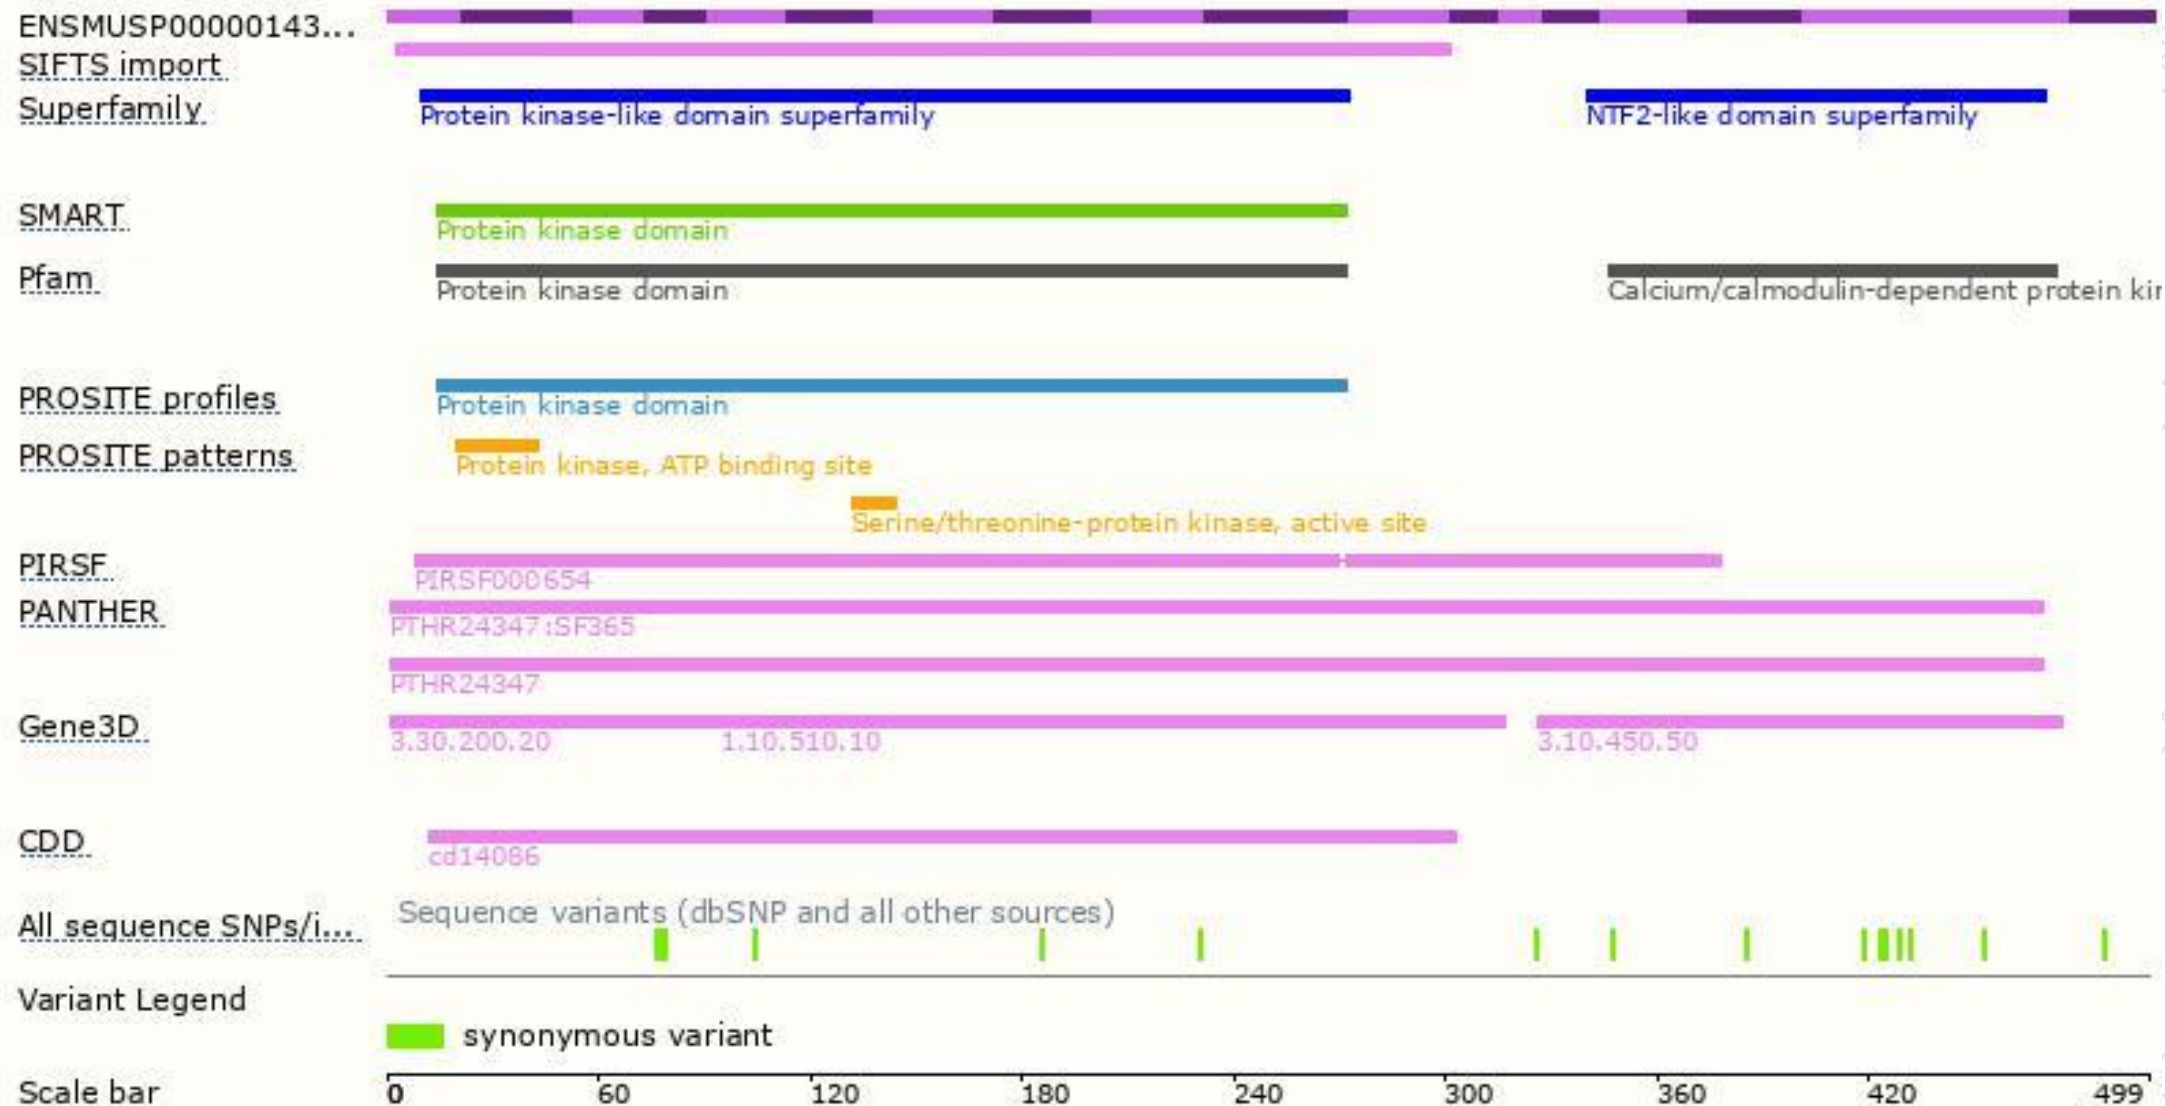 ENSMUSP00000143...
SIFTS import
Superfamily
Protein kinase-like domain superfamily
NTF2-like domain superfamily
SMART
Protein kinase domain
Pfam
Protein kinase domain
Calcium/calmodulin-dependent protein kin
PROSITE profiles
Protein kinase domain
PROSITE patterns
Protein kinase, ATP binding site
Serine/threonine-protein kinase, active site
PIRSF
PIRSF000654
PANTHER
PTHR24347:SF365
PTHR24347
Gene3D
3.30.200.20 1.10.510.10 3.10.450.50
CDD
cd14086
Sequence variants (dbSNP and all other sources)
All sequence SNPs/i...
Variant Legend
synonymous variant
Scale bar
0 60 120 180 240 300 360 420 499